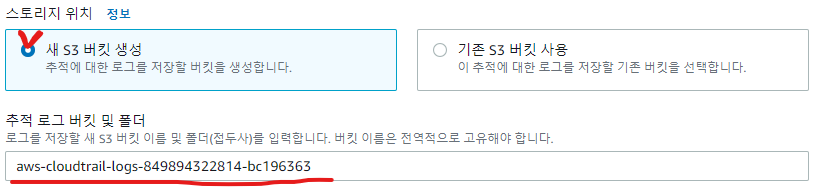 스토리지 위치 정보
새 S3 버킷 생성
추적에 대한 로그를 저장할 버킷을 생성합니다.
기존 S3 버킷 사용
이 추적에 대한 로그를 저장할 기존 버킷을 선택합니다.
추적 로그 버킷 및 폴더
로그를 저장할 새 S3 버킷 이름 및 폴더(접두사)를 입력합니다. 버킷 이름은 전역적으로 고유해야 합니다.
aws-cloudtrail-logs-849894322814-bc196363